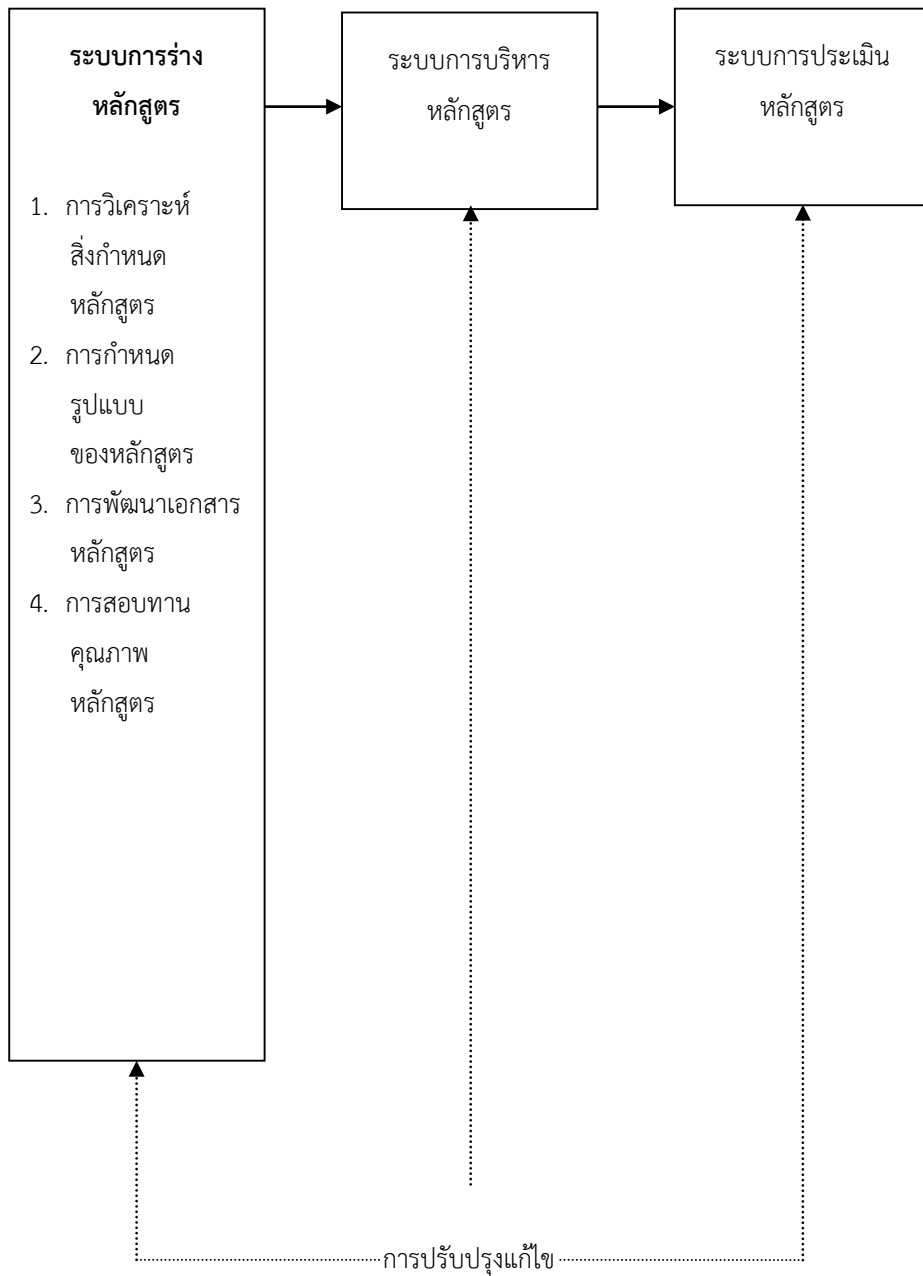 ระบบการร่าง
หลักสูตร
1. การวิเคราะห์
สิ่งกำหนด
หลักสูตร
2. การกำหนด
รูปแบบ
ของหลักสูตร
3. การพัฒนาเอกสาร
หลักสูตร
4. การสอบทาน
คุณภาพ
หลักสูตร
ระบบการบริหาร
หลักสูตร
ระบบการประเมิน
หลักสูตร
การปรับปรุงแก้ไข